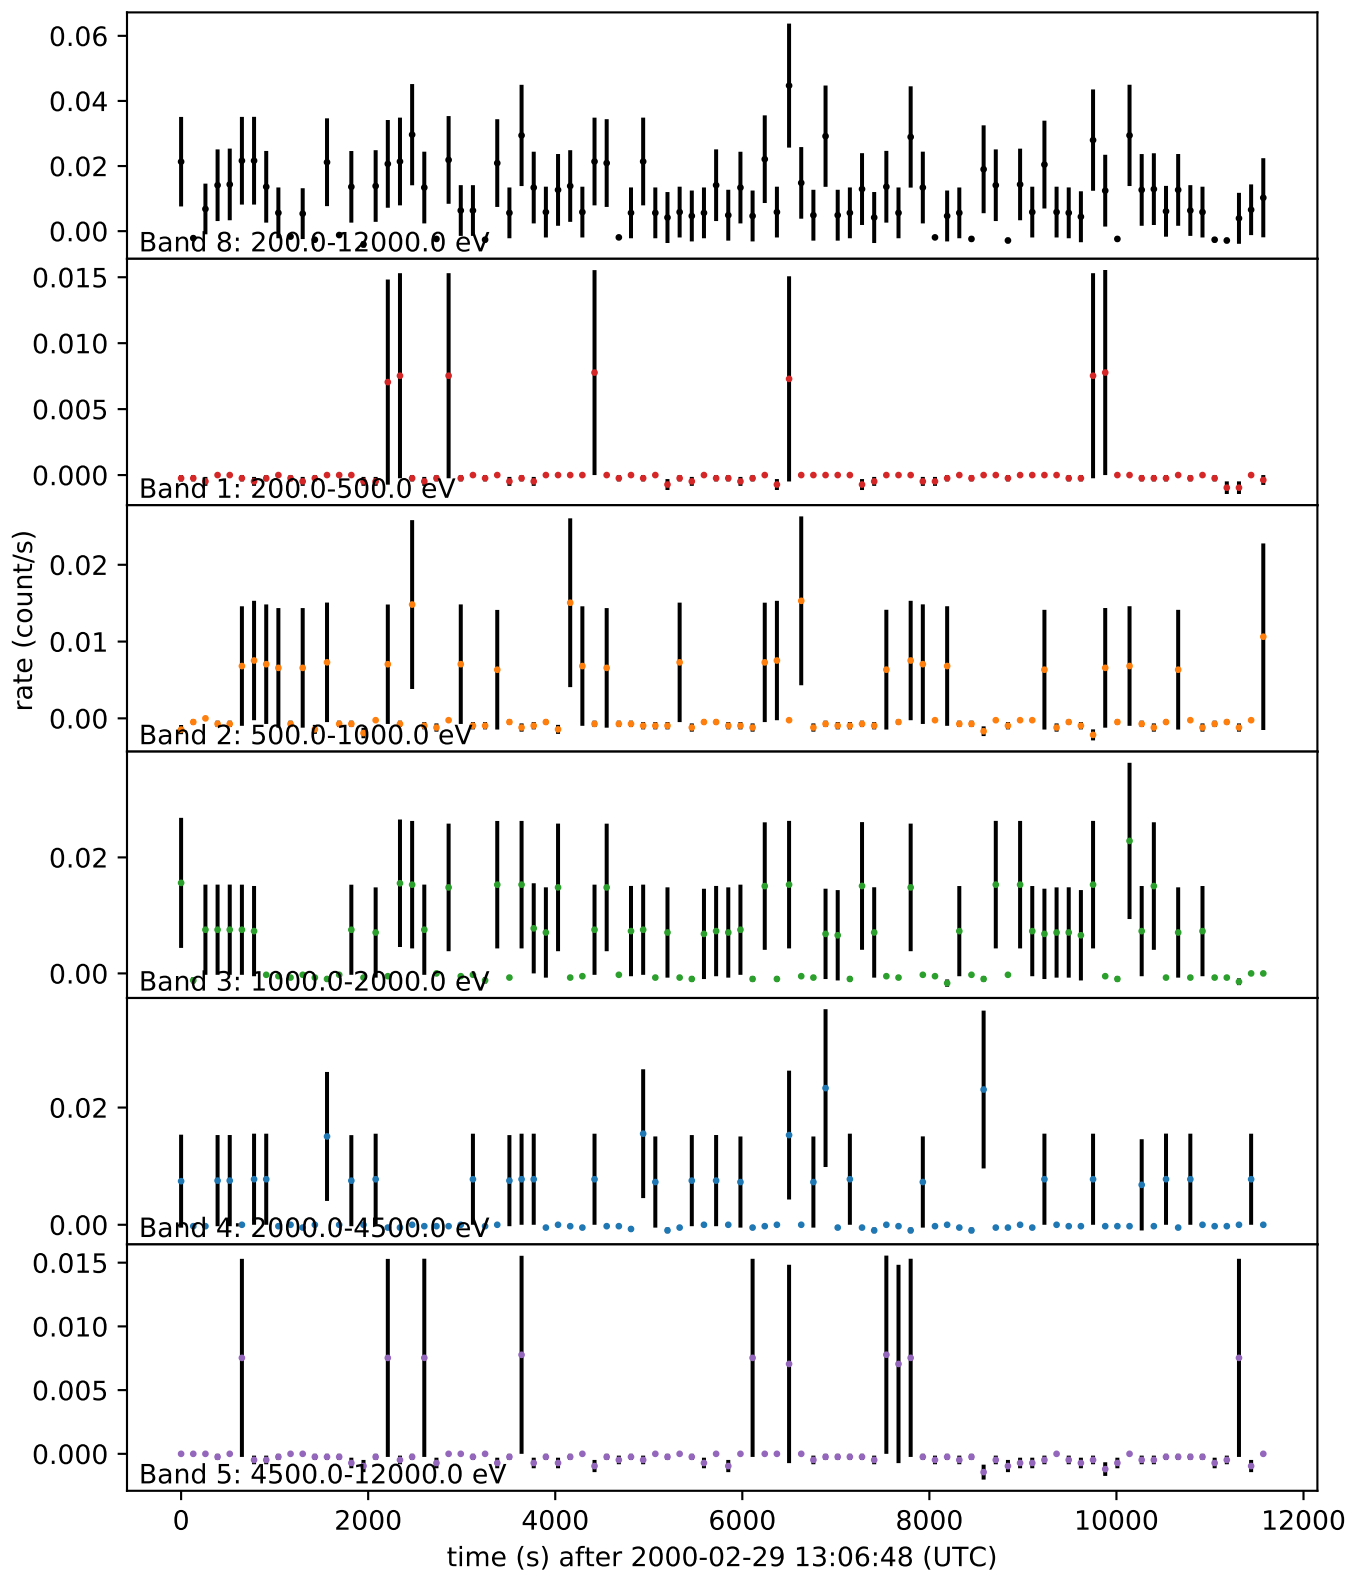 0.06
0.04
0.02
0.00
Band 8: 200.0-12000.0 eV
0.015
0.010
0.005
0.000
Band 1: 200.0-500.0 eV
rate (count/s)
0.02
0.01
0.00
Band 2: 500.0-1000.0 eV
0.02
0.00
Band 3: 1000.0-2000.0 eV
0.02
0.00
Band 4: 2000.0-4500.0 eV
0.015
0.010
0.005
0.000
Band 5: 4500.0-12000.0 eV
0 2000 4000 6000 8000 10000 12000
time (s) after 2000-02-29 13:06:48 (UTC)